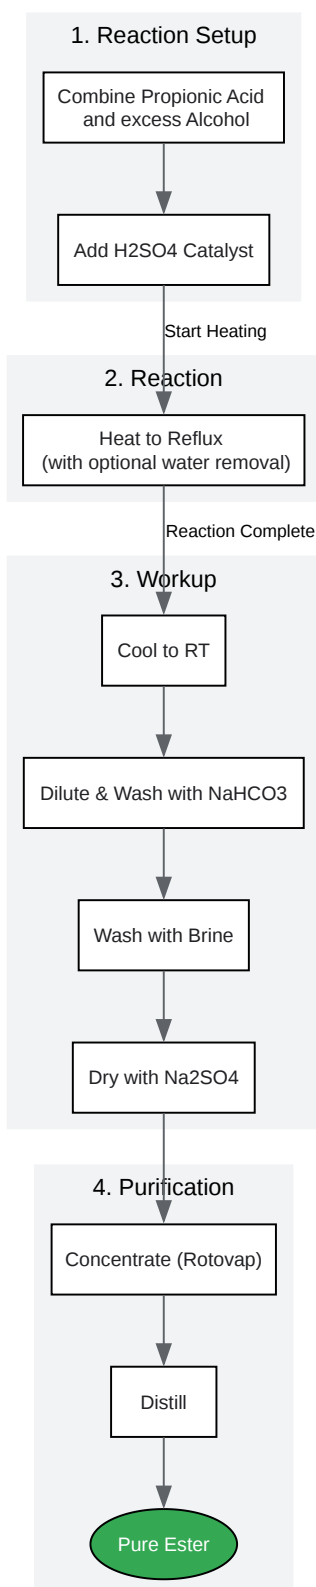 1. Reaction Setup
Combine Propionic Acid
and excess Alcohol
Add H2SO4 Catalyst
Start Heating
2. Reaction
Heat to Reflux
(with optional water removal)
Reaction Complete
3. Workup
Cool to RT
Dilute & Wash with NaHCO3
Wash with Brine
Dry with Na2SO4
4. Purification
Concentrate (Rotovap)
Distill
Pure Ester